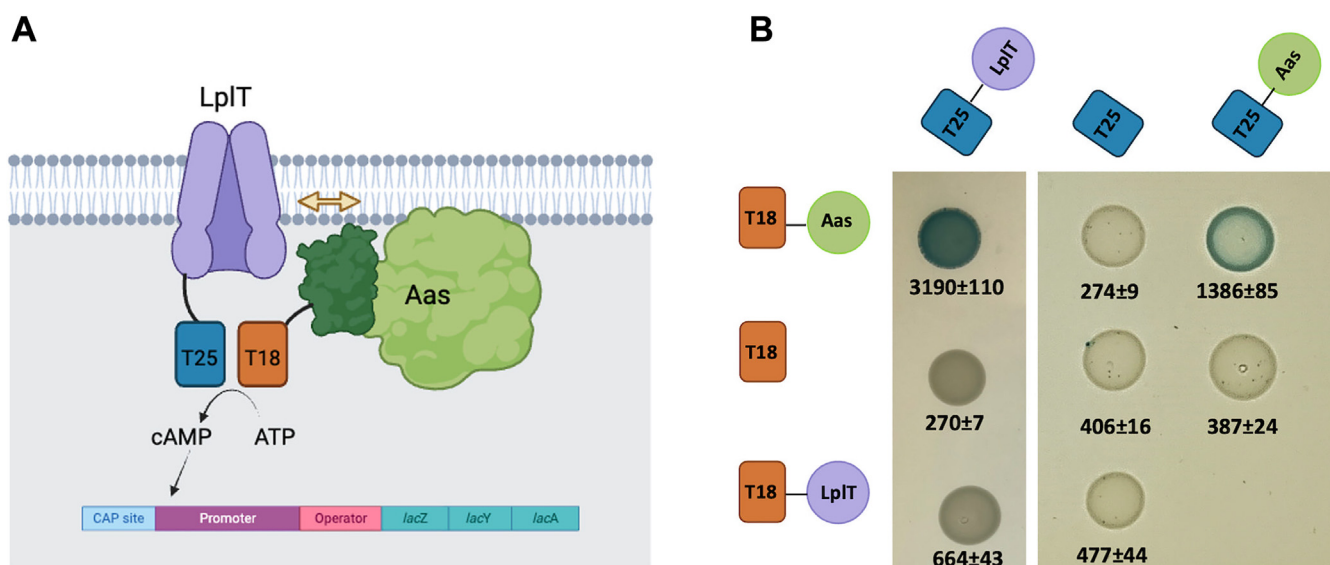 A
LplT
Aas
T25
T18
cAMP
ATP
CAP site
Promoter
Operator
lacZ
lacY
lacA
B
LplT
T25
T25
Aas
T25
T18
Aas
3190±110
274±9
1386±85
T18
270±7
406±16
387±24
T18
LplT
664±43
477±44